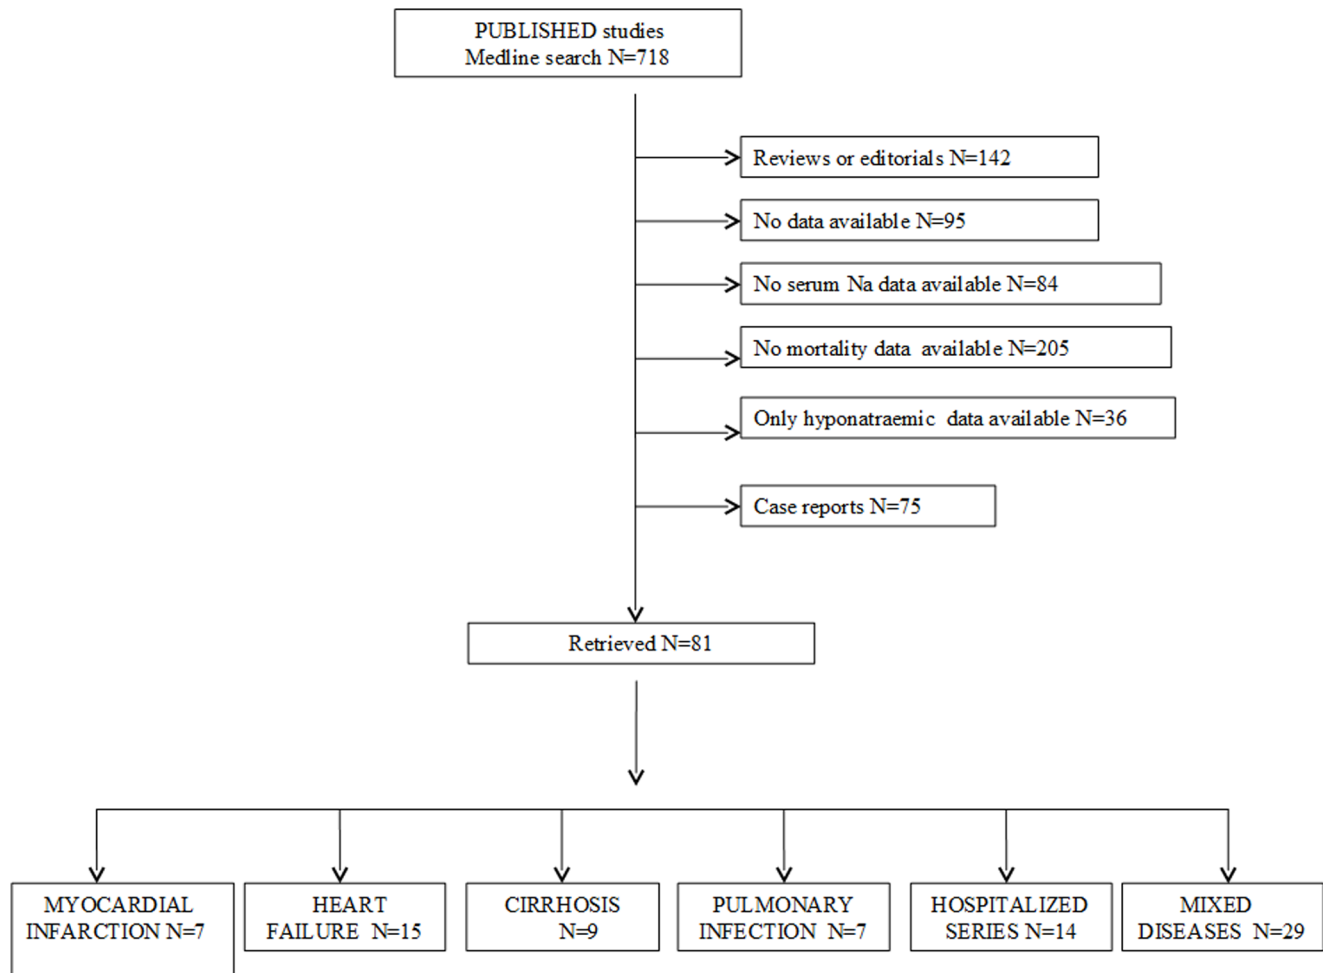 PUBLISHED studies
Medline search N=718
Reviews or editorials N=142
No data available N=95
No serum Na data available N=84
No mortality data available N=205
Only hyponatraemic data available N=36
Case reports N=75
Retrieved N=81
MYOCARDIAL
INFARCTION N=7
HEART
FAILURE N=15
CIRRHOSIS
N=9
PULMONARY
INFECTION N=7
HOSPITALIZED
SERIES N=14
MIXED
DISEASES N=29